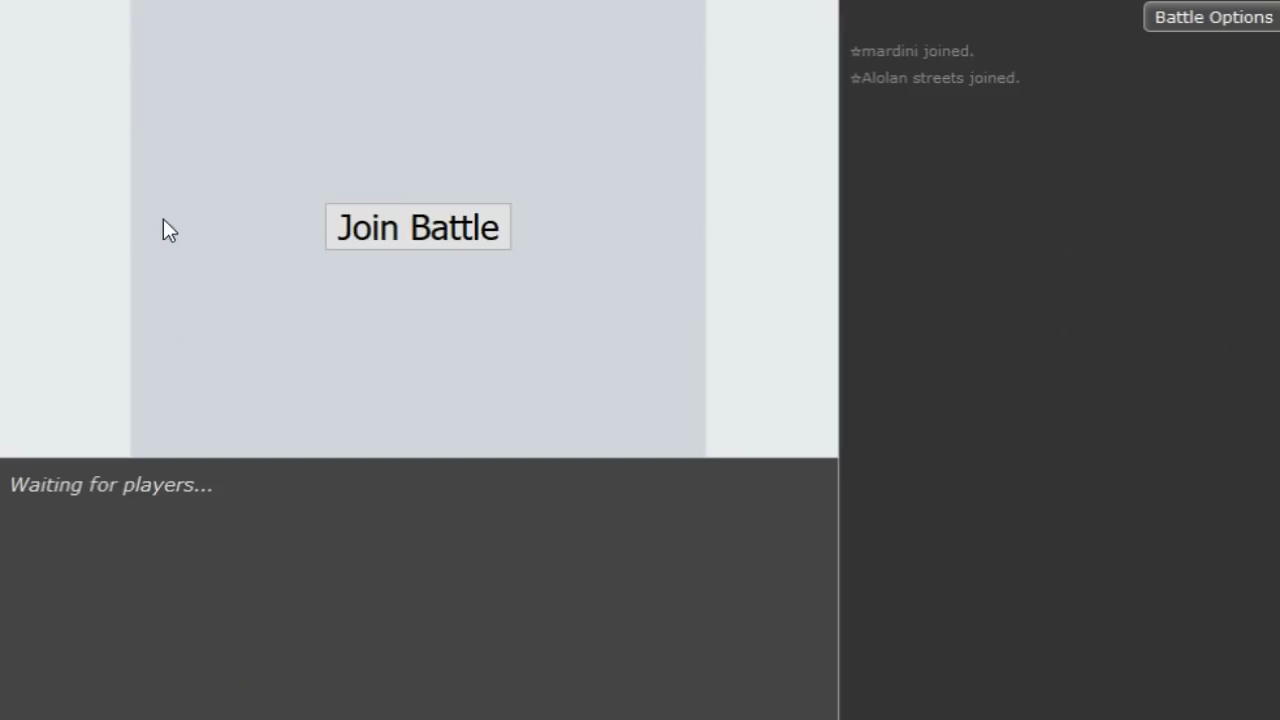 Battle Options
☆mardini joined.
☆Alolan streets joined.
Join Battle
Waiting for players...